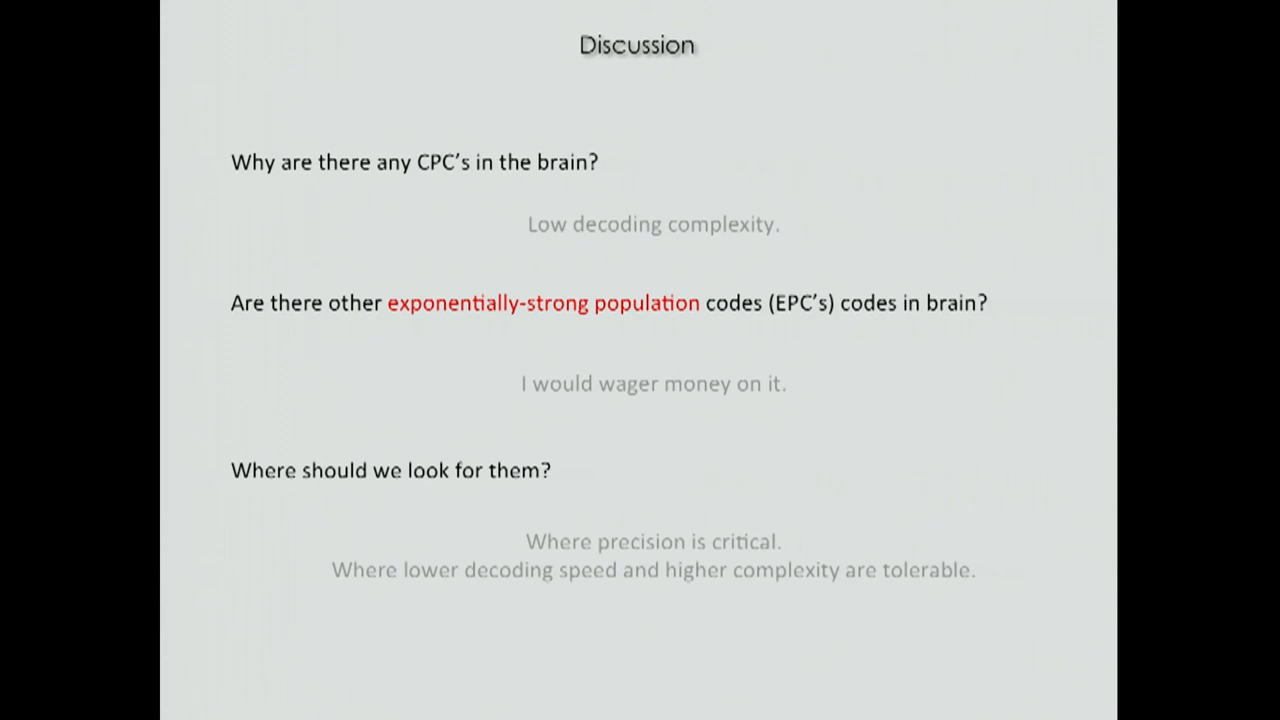 Discussion
Why are there any CPC's in the brain?
Low decoding complexity.
Are there other exponentially-strong population codes (EPC's) codes in brain?
I would wager money on it.
Where should we look for them?
Where precision is critical.
Where lower decoding speed and higher complexity are tolerable.